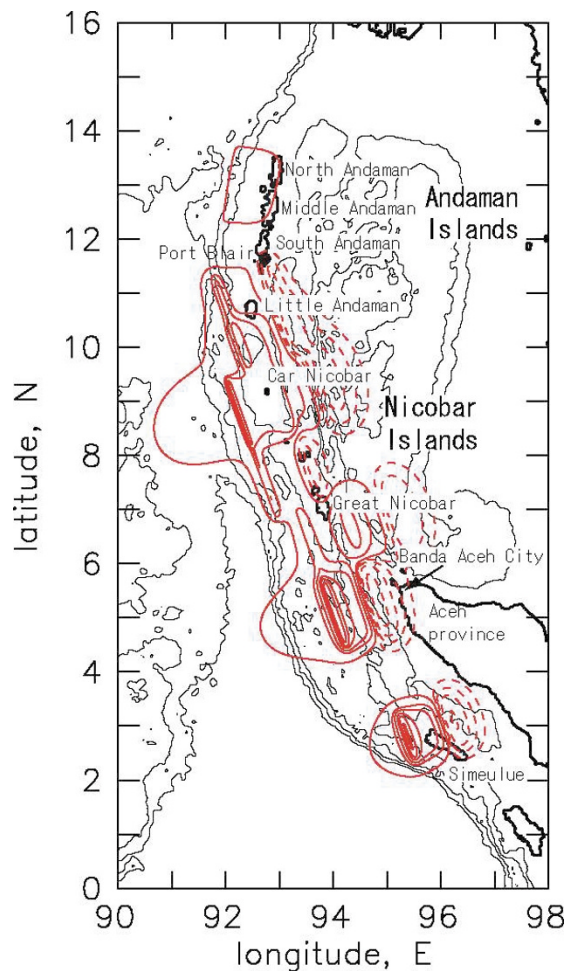 16
14
12
10
8
6
4
2
0
latitude, N
North Andaman
Middle Andaman
South Andaman
Port Blair
Little Andaman
Car Nicobar
Great Nicobar
Banda Aceh City
Aceh
province
Simeulue
Andaman
Islands
Nicobar
Islands
90
92
94
96
98
longitude, E